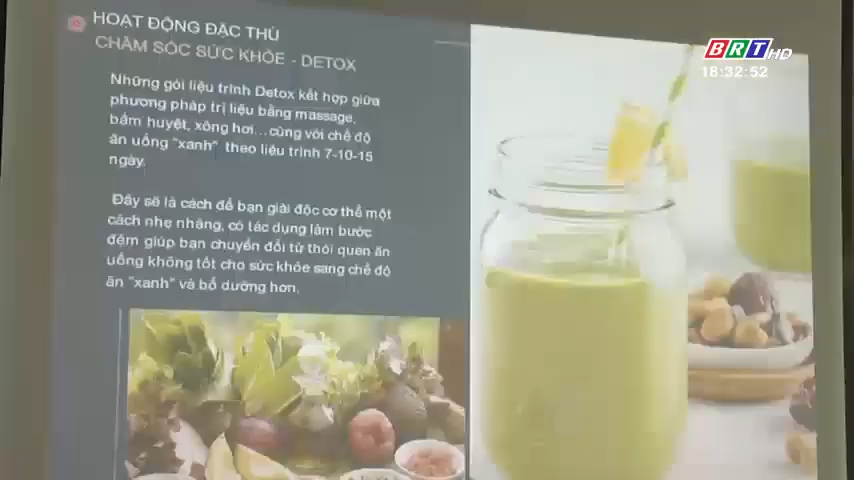 HOẠT ĐỘNG ĐẶC THÙ
CHĂM SÓC SỨC KHỎE - DETOX
Những gói liệu trình Detox kết hợp giữa
phương pháp trị liệu bằng massage,
bấm huyệt, xông hơi...cùng với chế độ
ăn uống "xanh" theo liệu trình 7-10-15
ngày.
Đây sẽ là cách để bạn giải độc cơ thể một
cách nhẹ nhàng, có tác dụng làm bước
đệm giúp bạn chuyển đổi từ thói quen ăn
uống không tốt cho sức khỏe sang chế độ
ăn "xanh" và bổ dưỡng hơn.
BRT HD
18:32:52